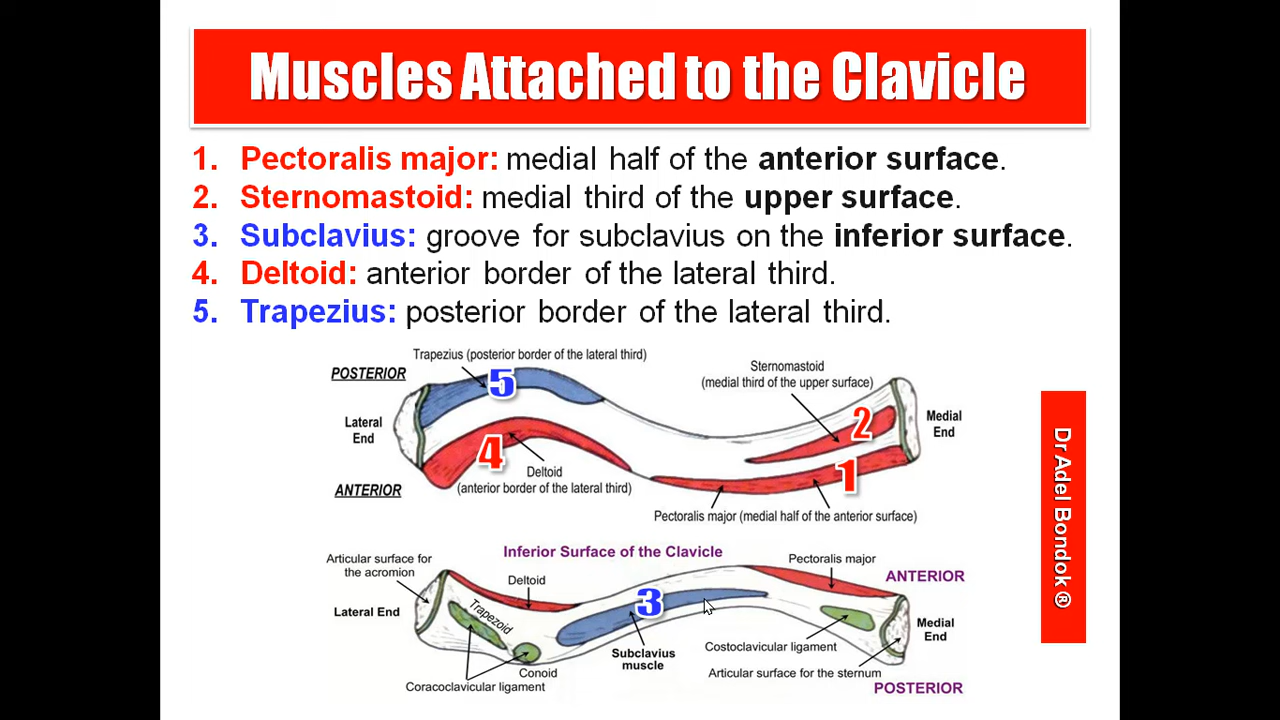 Muscles Attached to the Clavicle
1. Pectoralis major: medial half of the anterior surface.
2. Sternomastoid: medial third of the upper surface.
3. Subclavius: groove for subclavius on the inferior surface.
4. Deltoid: anterior border of the lateral third.
5. Trapezius: posterior border of the lateral third.
Trapezius (posterior border of the lateral third)
POSTERIOR
5
Sternomastoid
(medial third of the upper surface)
Lateral
End
2
Medial
End
4
Deltoid
(anterior border of the lateral third)
1
ANTERIOR
Pectoralis major (medial half of the anterior surface)
Dr Adel Bondok ®
Inferior Surface of the Clavicle
Articular surface for
the acromion
Deltoid
Pectoralis major
ANTERIOR
Lateral End
Trapezoid
3
Medial
End
Subclavius
muscle
Costoclavicular ligament
Conoid
Articular surface for the sternum
Coracoclavicular ligament
POSTERIOR